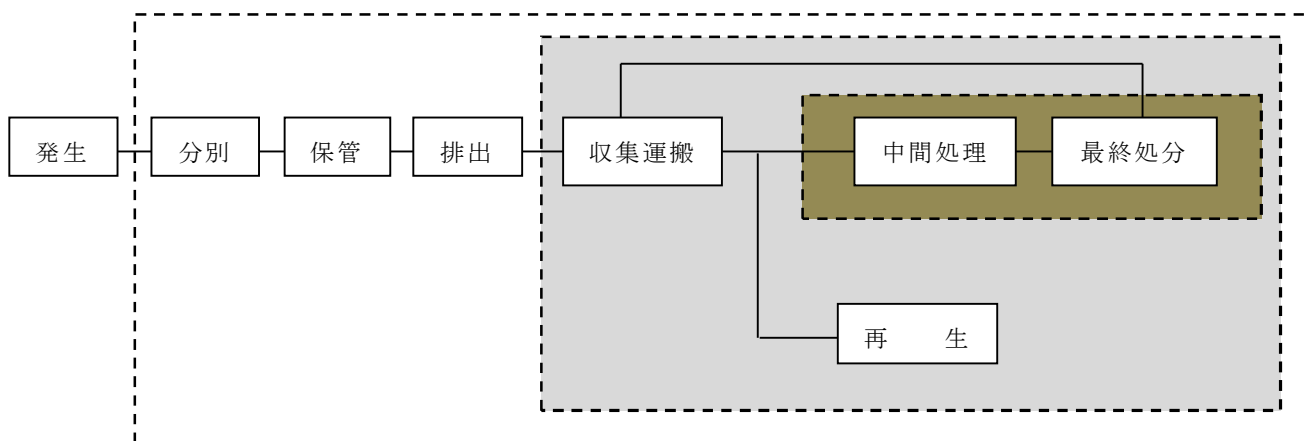 発生
分別
保管
排出
収集運搬
中間処理
最終処分
再　　生